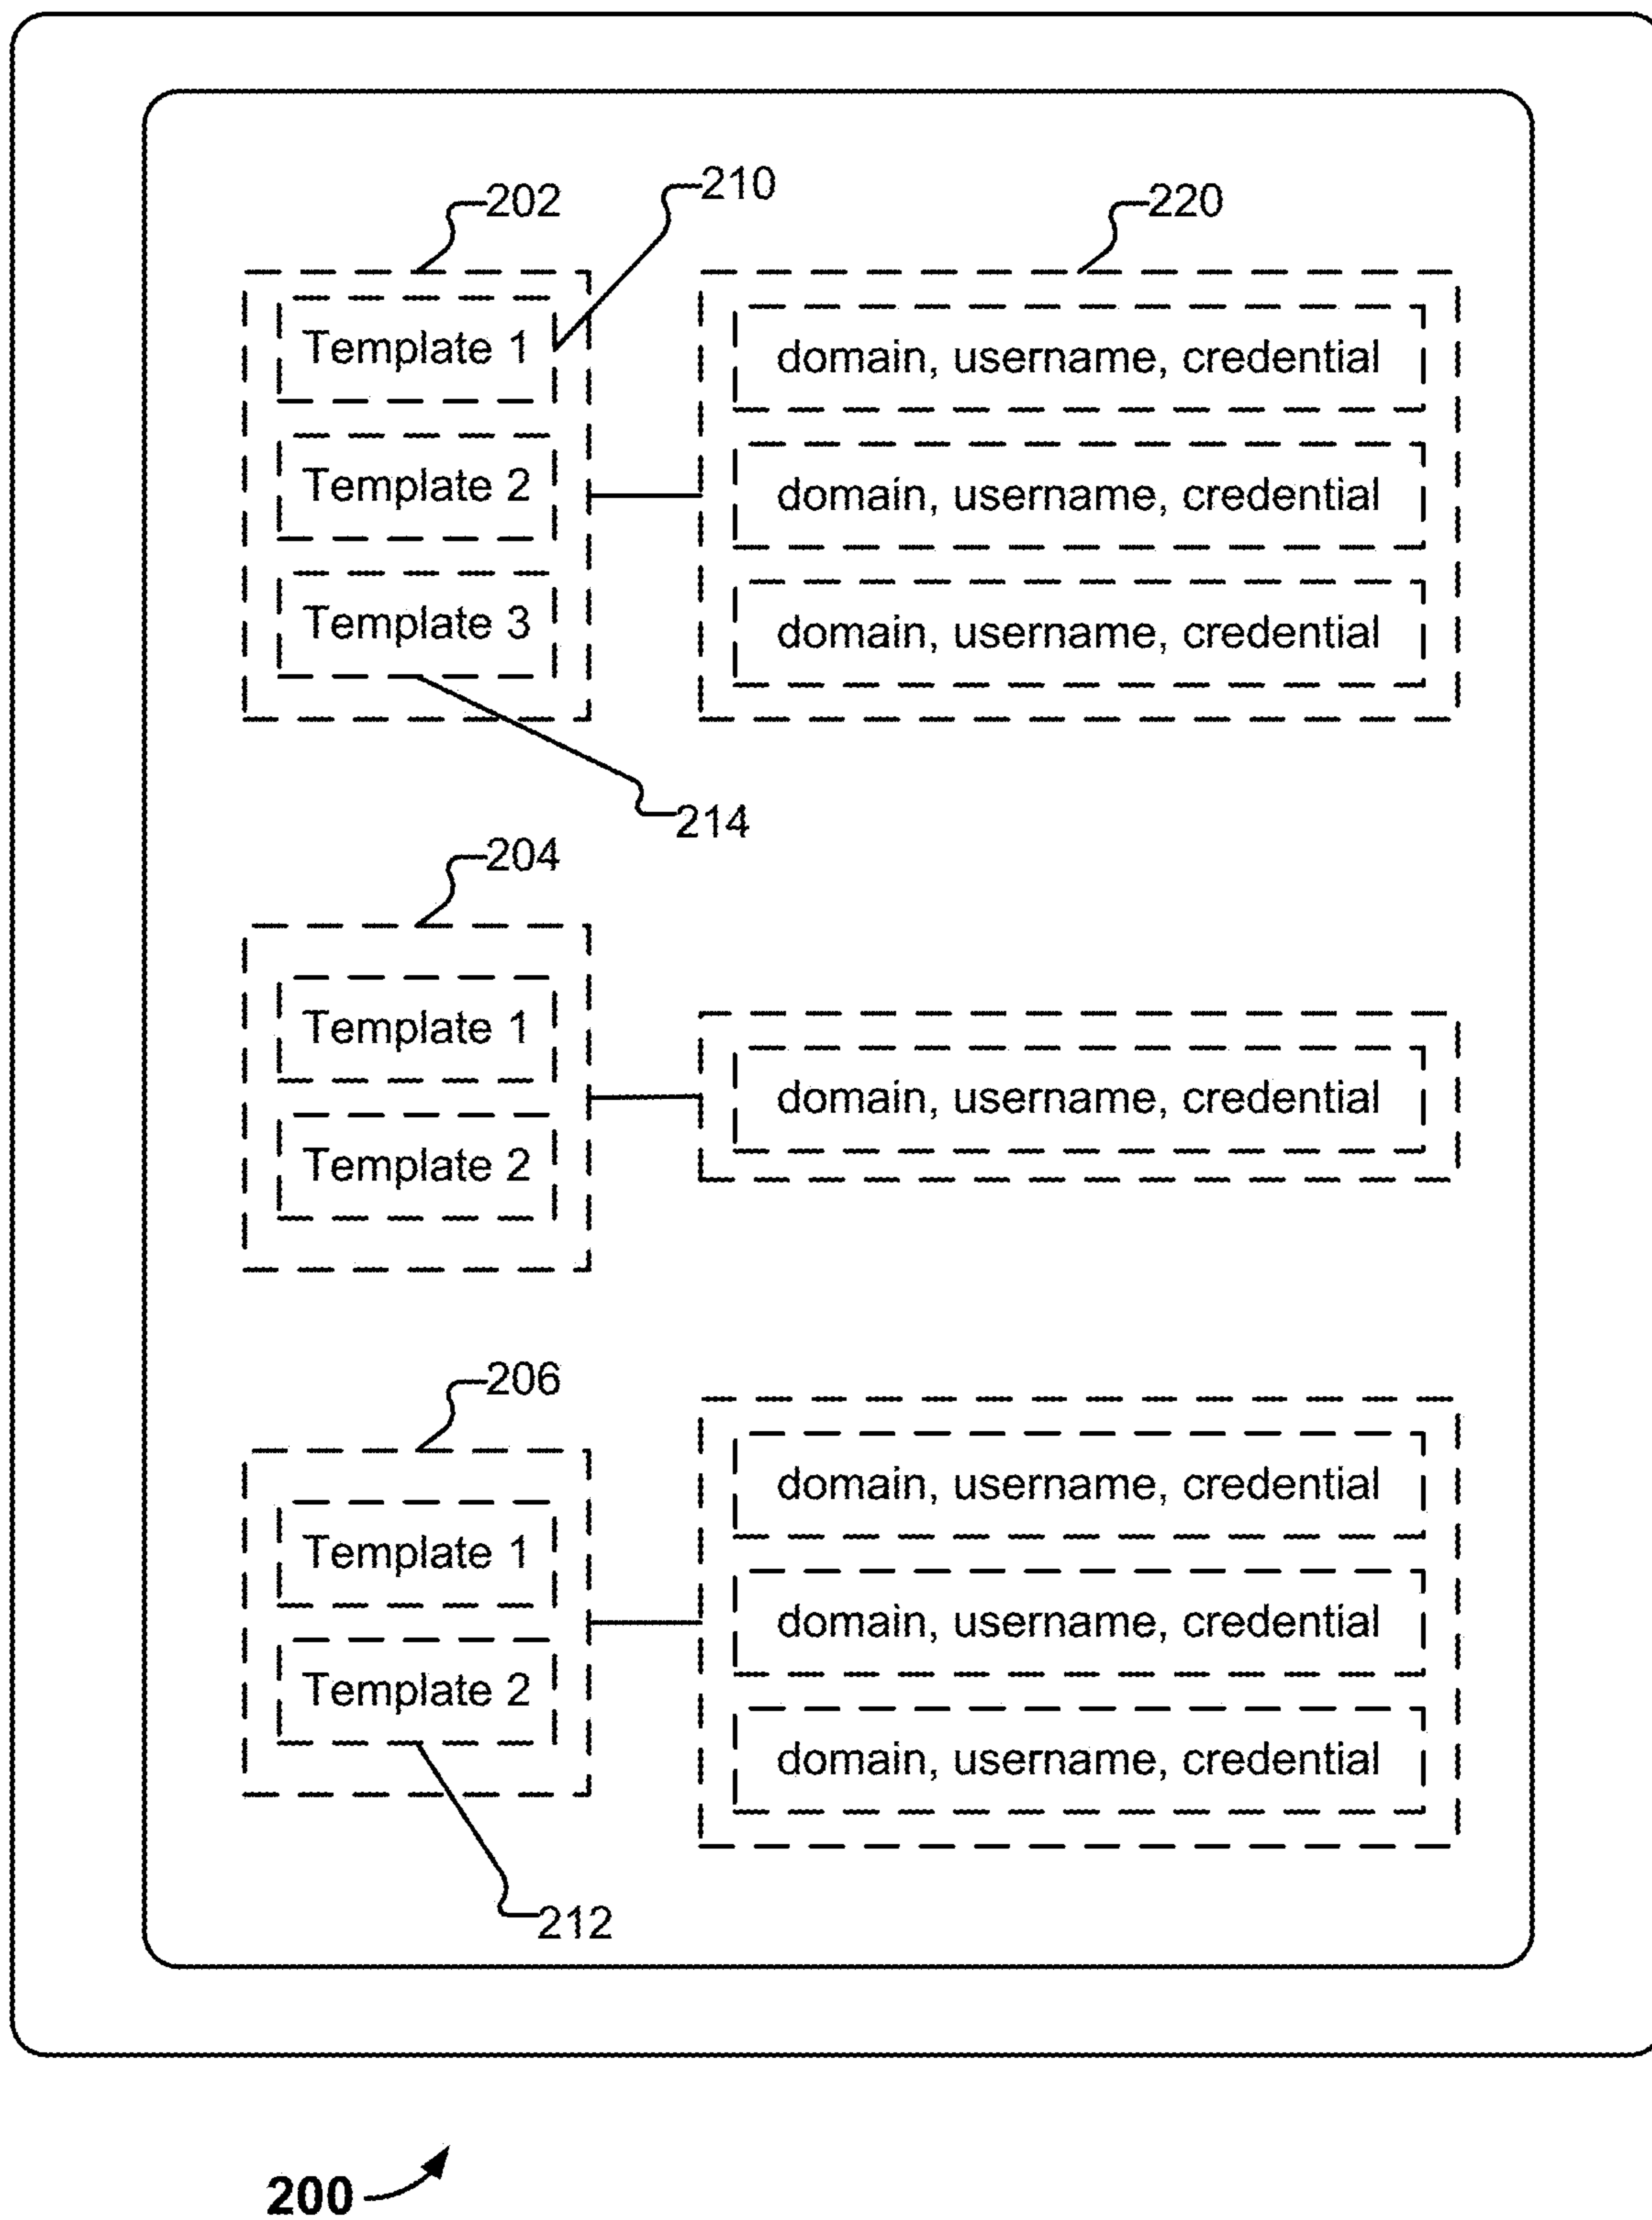 202
210
220
Template 1
domain, username, credential
Template 2
domain, username, credential
Template 3
domain, username, credential
214
204
Template 1
domain, username, credential
Template 2
206
domain, username, credential
Template 1
domain, username, credential
Template 2
domain, username, credential
212
200